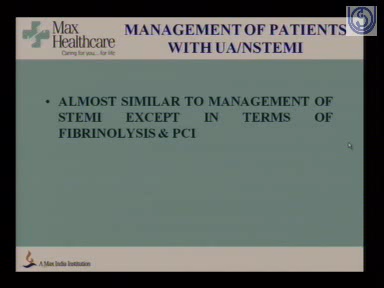 Max
Healthcare
Caring for you... for life
MANAGEMENT OF PATIENTS
WITH UA/NSTEMI
• ALMOST SIMILAR TO MANAGEMENT OF
STEMI EXCEPT IN TERMS OF
FIBRINOLYSIS & PCI
A Max India Institution